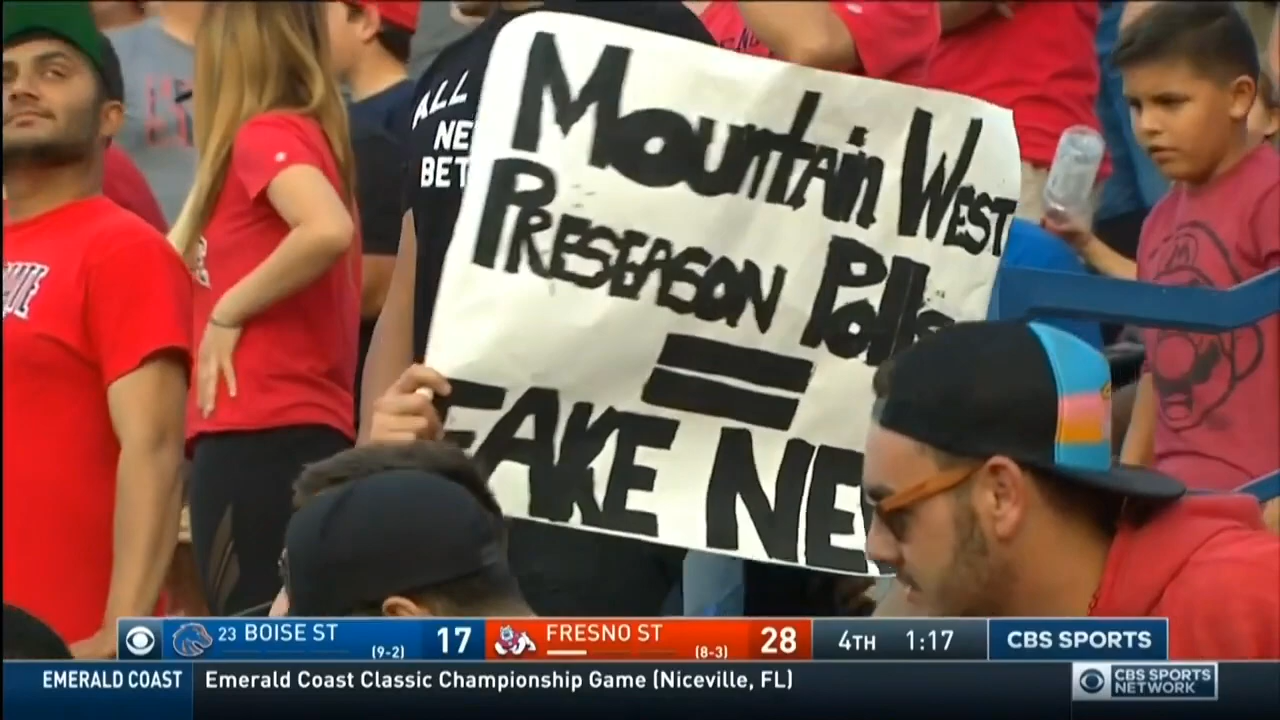 ALL
NE
BET
Mountain West
PRESEASON Polls
=
FAKE NE
M
23 BOISE ST (9-2) 17
FRESNO ST (8-3) 28
4TH 1:17
CBS SPORTS
EMERALD COAST
Emerald Coast Classic Championship Game (Niceville, FL)
CBS SPORTS
NETWORK